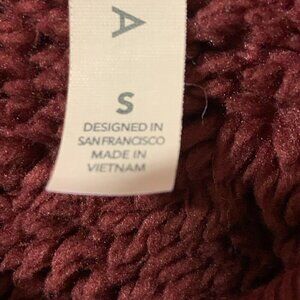 A
S
DESIGNED IN
SAN FRANCISCO
MADE IN
VIETNAM